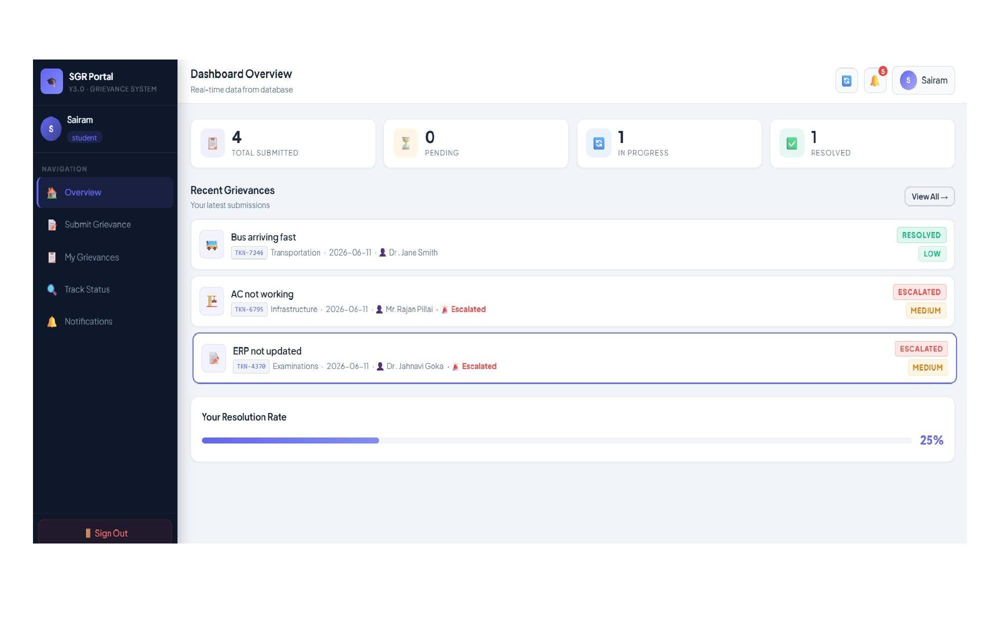 SGR Portal
V3.0 - GRIEVANCE SYSTEM
S
Sairam
student
NAVIGATION
Overview
Submit Grievance
My Grievances
Track Status
Notifications
Sign Out
Dashboard Overview
Real-time data from database
5
S Sairam
4
TOTAL SUBMITTED
0
PENDING
1
IN PROGRESS
1
RESOLVED
Recent Grievances
Your latest submissions
View All →
Bus arriving fast
TKN-7346 Transportation · 2026-06-11 · Dr. Jane Smith
RESOLVED
LOW
AC not working
TKN-6795 Infrastructure · 2026-06-11 · Mr. Rajan Pillai · Escalated
ESCALATED
MEDIUM
ERP not updated
TKN-4370 Examinations · 2026-06-11 · Dr. Jahnavi Goka · Escalated
ESCALATED
MEDIUM
Your Resolution Rate
25%